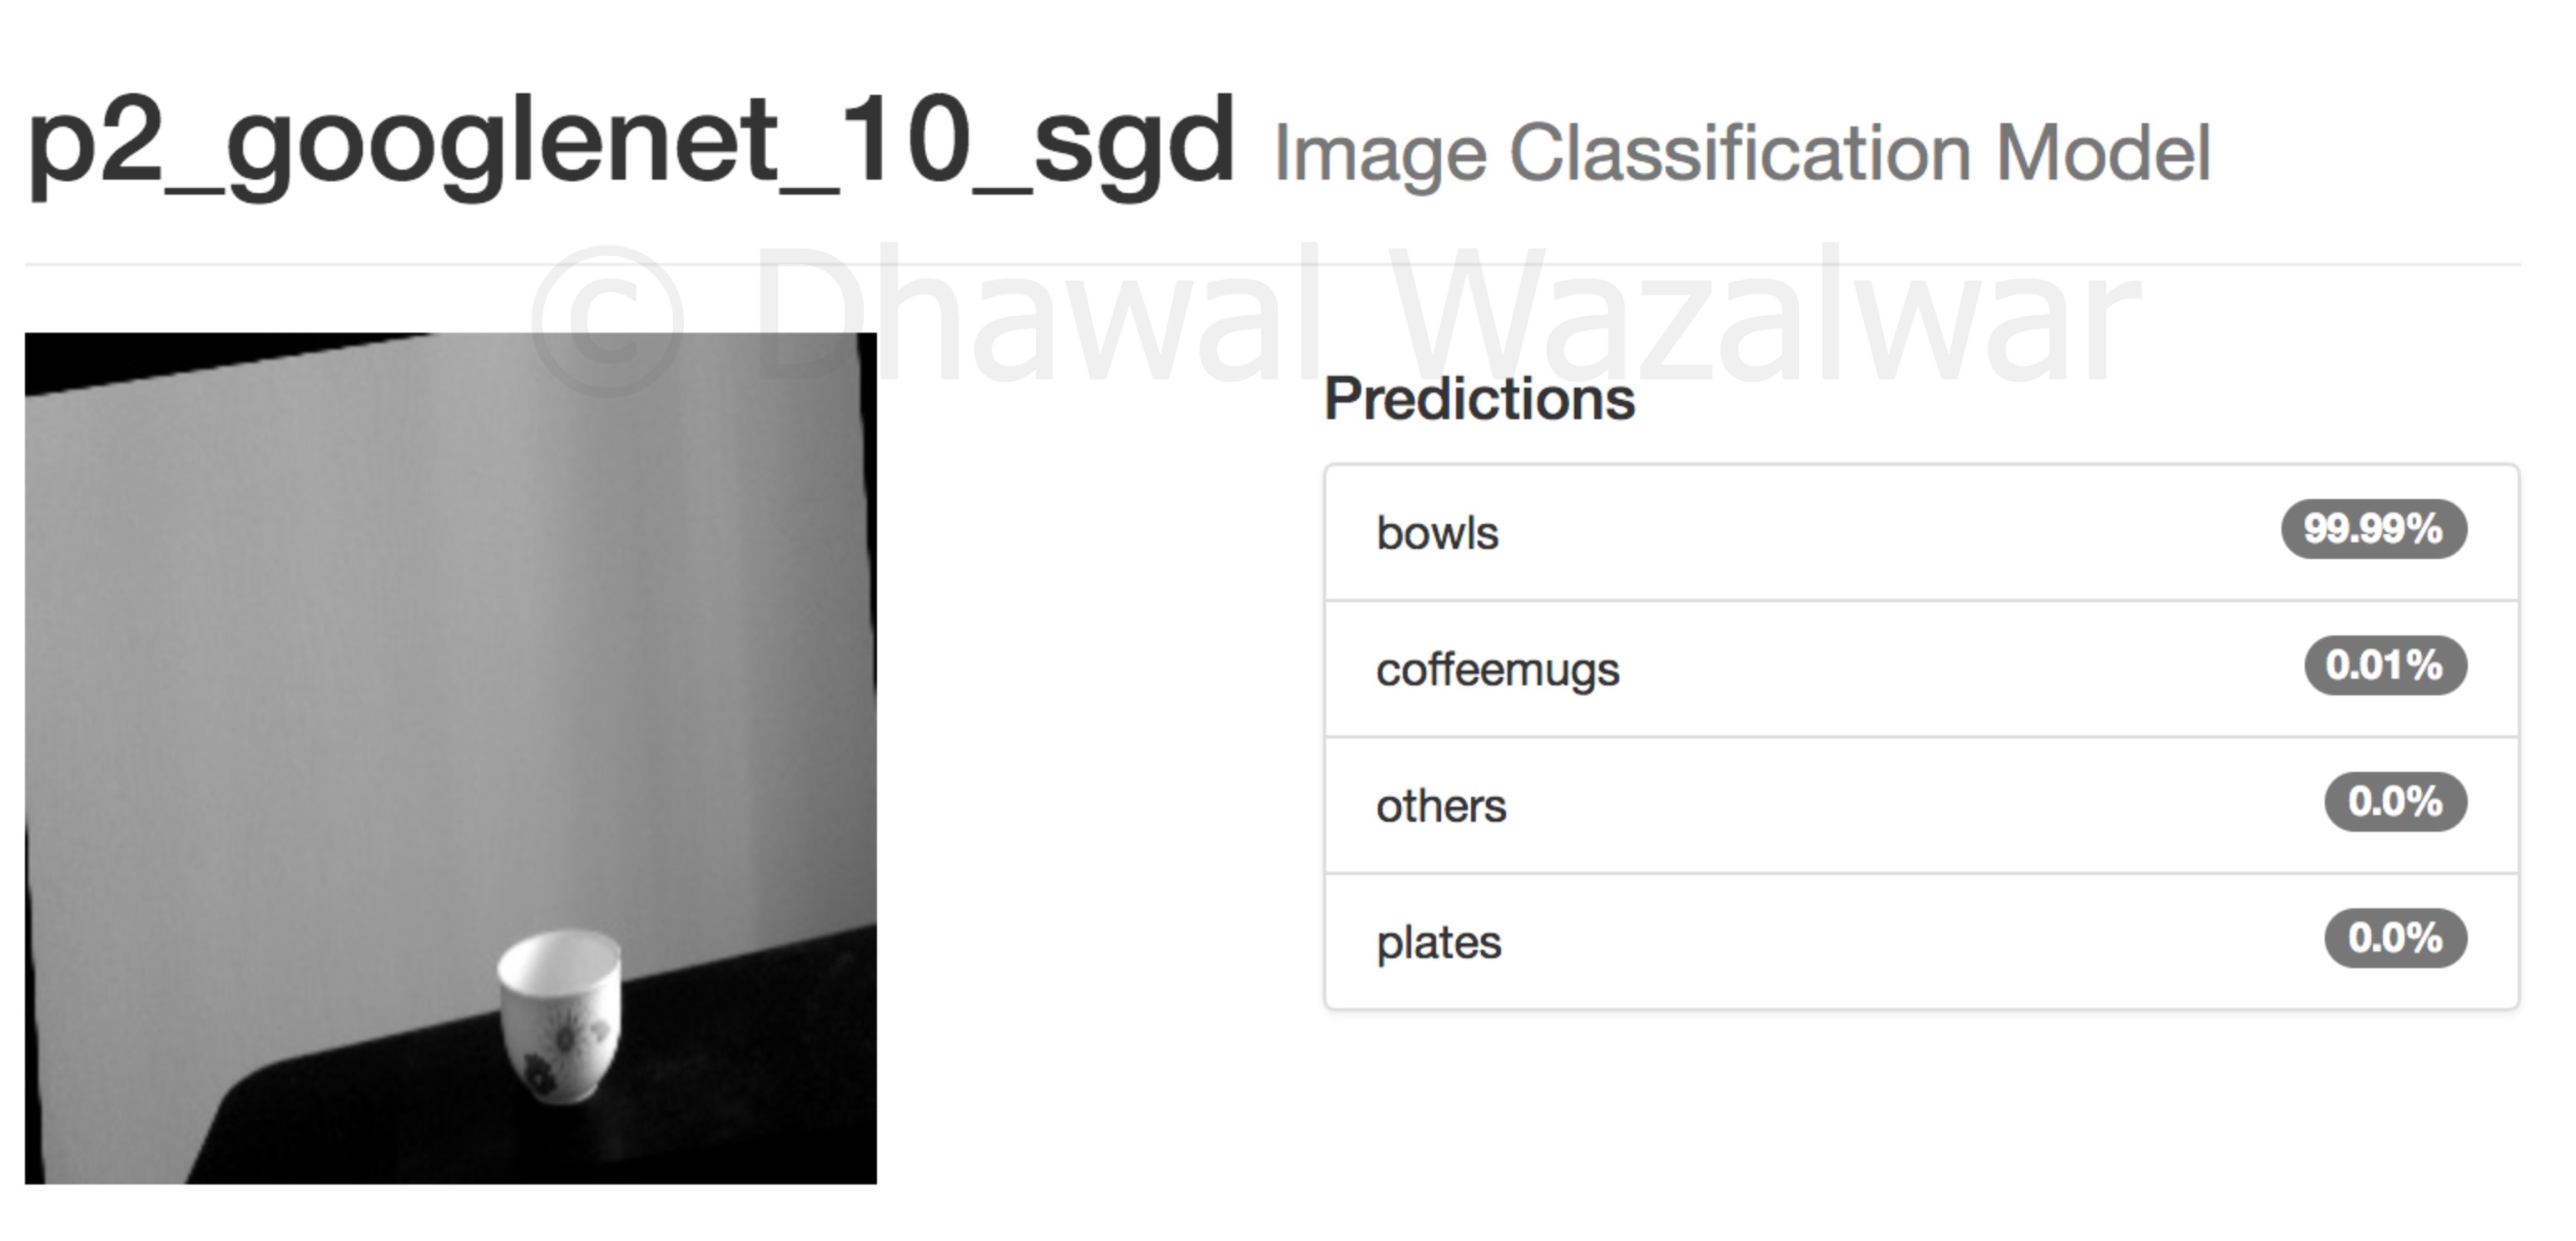 p2_googlenet_10_sgd Image Classification Model
© Dhawal Wazalwar
Predictions
bowls 99.99%
coffeemugs 0.01%
others 0.0%
plates 0.0%